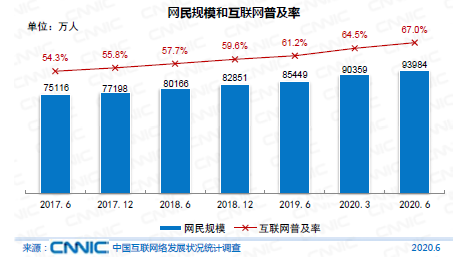 网民规模和互联网普及率
单位：万人
54.3% 55.8% 57.7% 59.6% 61.2% 64.5% 67.0%
75116 77198 80166 82851 85449 90359 93984
2017.6 2017.12 2018.6 2018.12 2019.6 2020.3 2020.6
网民规模 互联网普及率
来源：CNNIC 中国互联网络发展状况统计调查 2020.6